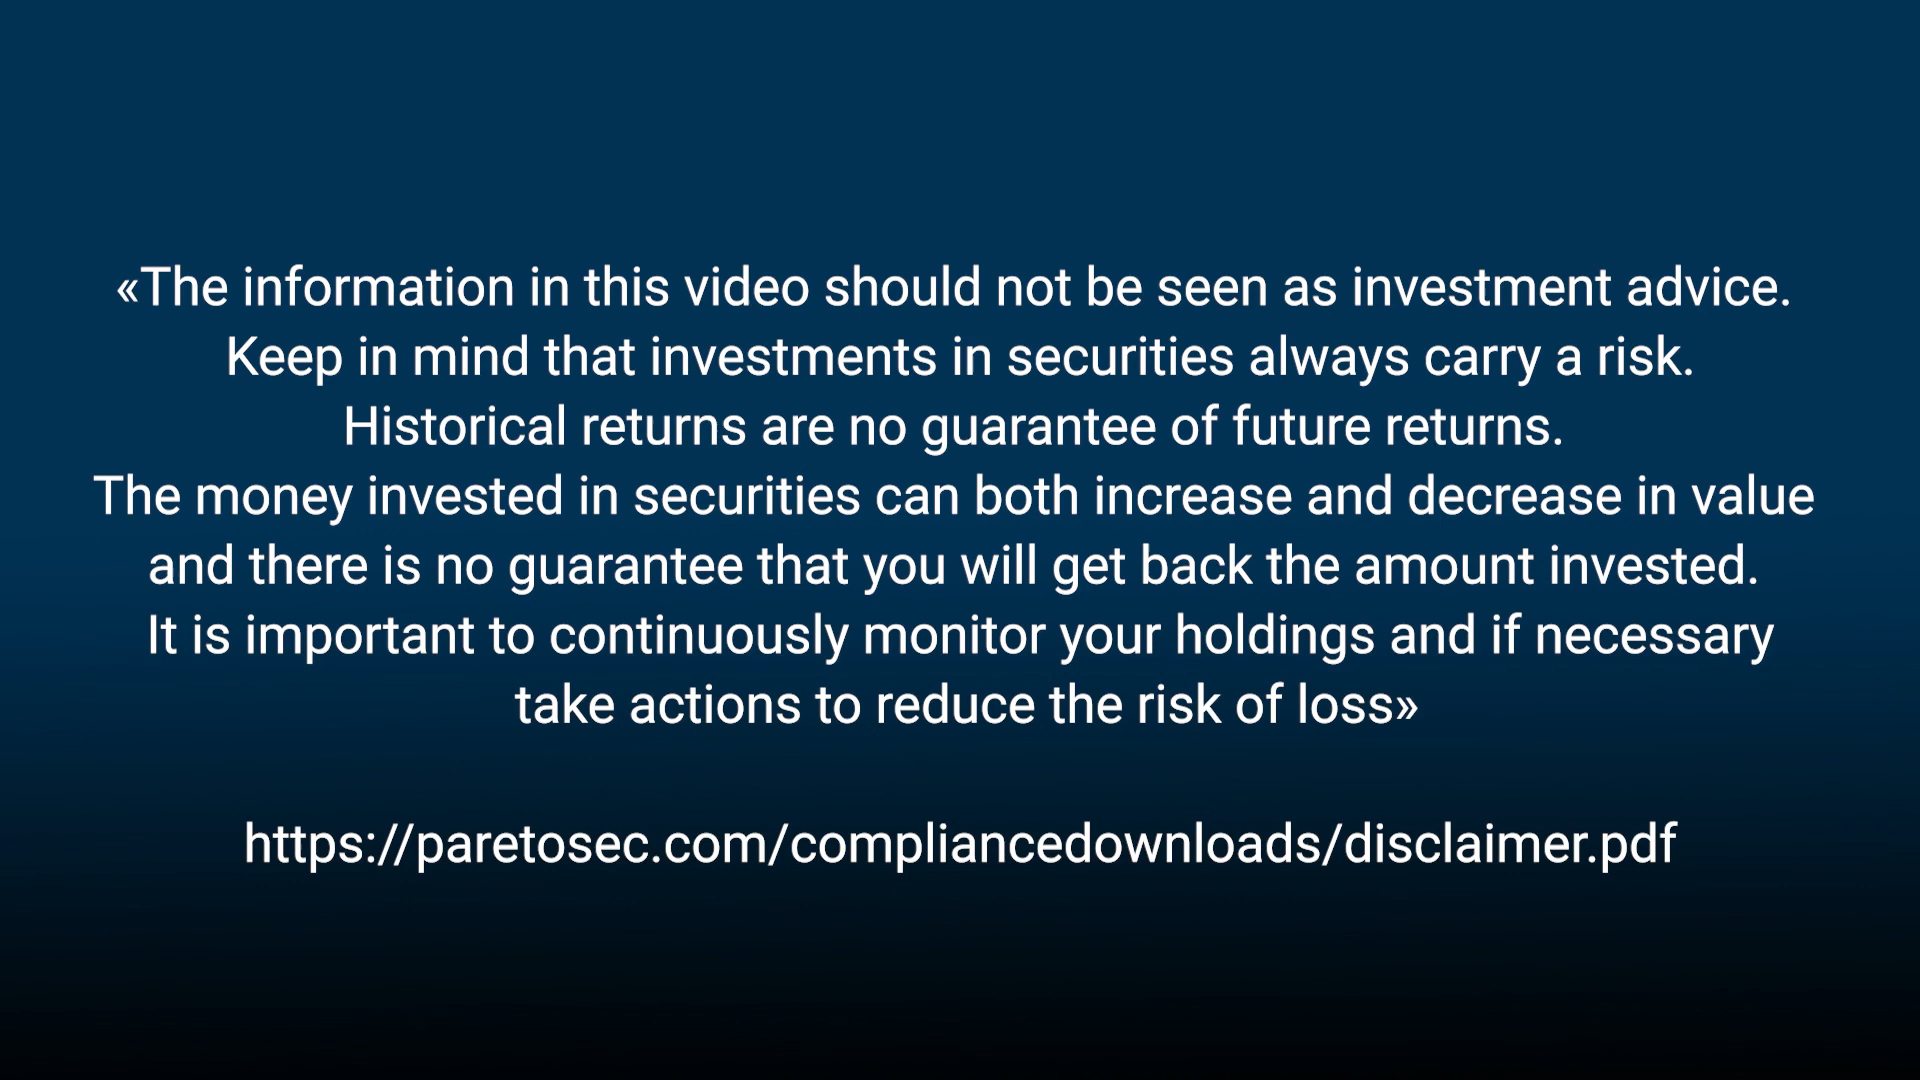 «The information in this video should not be seen as investment advice.
Keep in mind that investments in securities always carry a risk.
Historical returns are no guarantee of future returns.
The money invested in securities can both increase and decrease in value
and there is no guarantee that you will get back the amount invested.
It is important to continuously monitor your holdings and if necessary
take actions to reduce the risk of loss»
https://paretosec.com/compliancedownloads/disclaimer.pdf